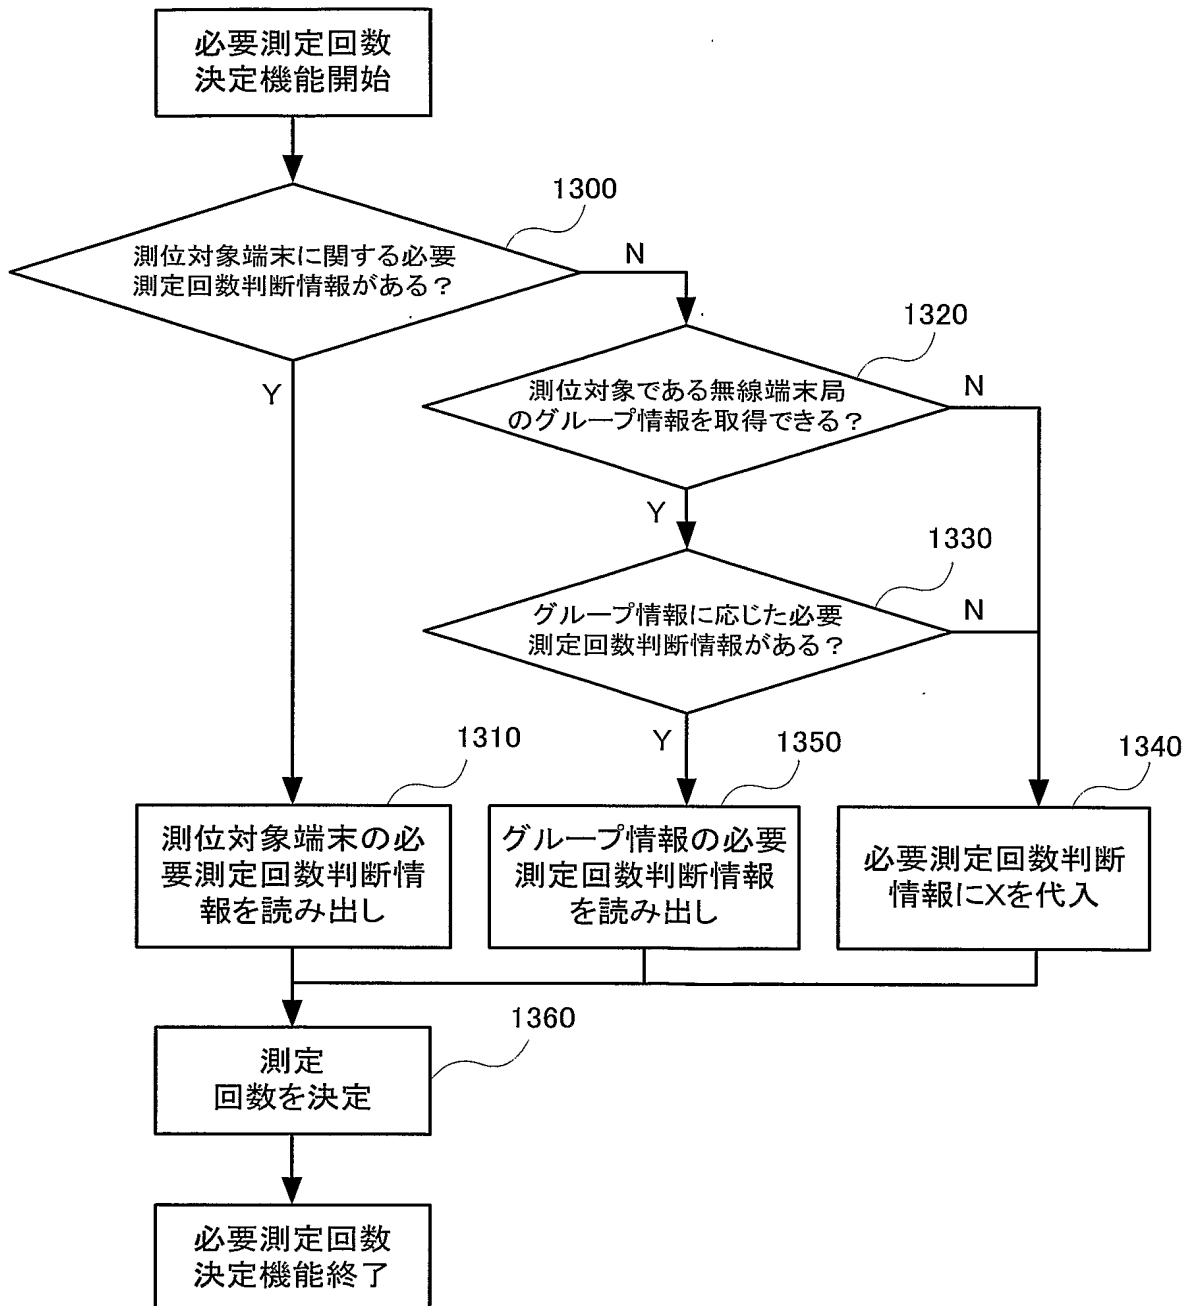 必要測定回数
決定機能開始
1300
測位対象端末に関する必要
測定回数判断情報がある？
N
Y
1320
測位対象である無線端末局
のグループ情報を取得できる？
N
Y
1330
グループ情報に応じた必要
測定回数判断情報がある？
N
Y
1310
測位対象端末の必
要測定回数判断情
報を読み出し
1350
グループ情報の必要
測定回数判断情報
を読み出し
1340
必要測定回数判断
情報にXを代入
1360
測定
回数を決定
必要測定回数
決定機能終了